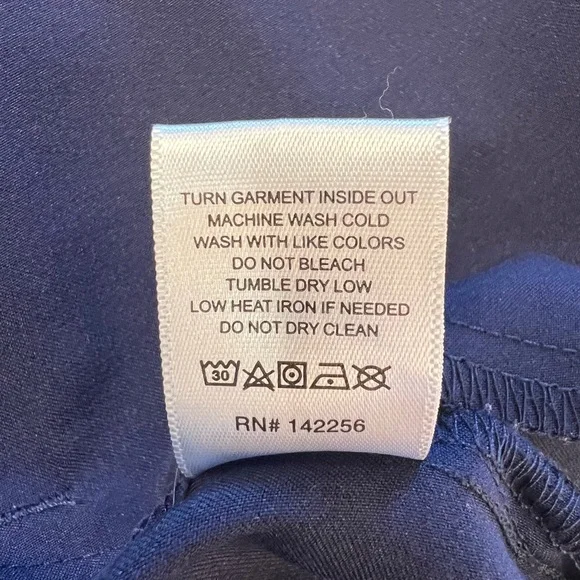 TURN GARMENT INSIDE OUT
MACHINE WASH COLD
WASH WITH LIKE COLORS
DO NOT BLEACH
TUMBLE DRY LOW
LOW HEAT IRON IF NEEDED
DO NOT DRY CLEAN
30
RN# 142256